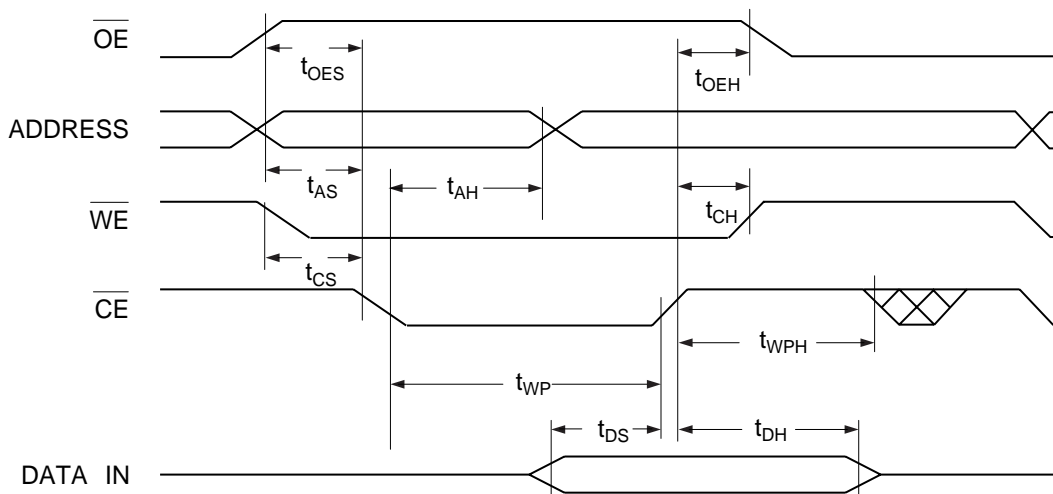 OE
tOES
tOEH
ADDRESS
tAS
tAH
WE
tCH
tCS
CE
tWPH
tWP
tDS
tDH
DATA IN